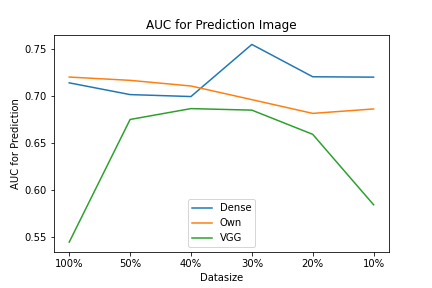 AUC for Prediction Image
AUC for Prediction
0.75
0.70
0.65
0.60
0.55
Dense
Own
VGG
100%
50%
40%
30%
20%
10%
Datasize